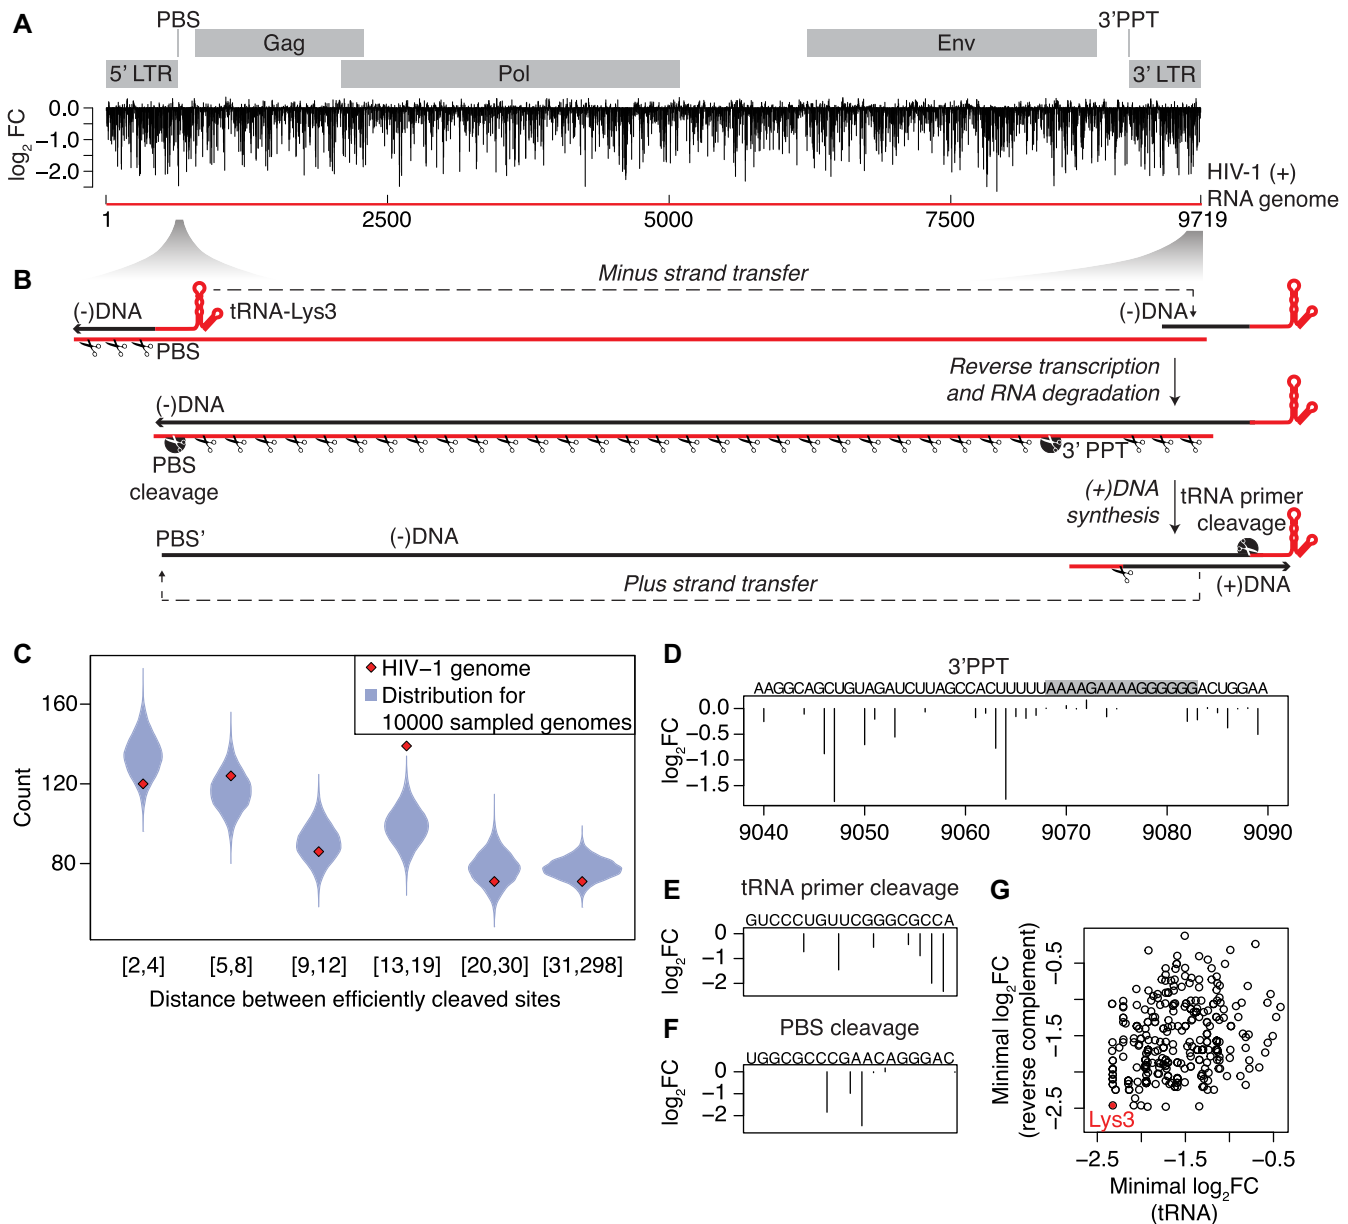 A
PBS
3'PPT
Gag
Env
5' LTR
Pol
3' LTR
0.0
−1.0
−2.0
log2 FC
HIV-1 (+)
RNA genome
1
2500
5000
7500
9719
B
Minus strand transfer
(-)DNA
tRNA-Lys3
(-)DNA
PBS
Reverse transcription
and RNA degradation
(-)DNA
3' PPT
PBS
cleavage
(+)DNA
synthesis
tRNA primer
cleavage
PBS'
(-)DNA
Plus strand transfer
(+)DNA
C
HIV−1 genome
Distribution for
10000 sampled genomes
160
120
80
Count
[2,4]
[5,8]
[9,12]
[13,19]
[20,30]
[31,298]
Distance between efficiently cleaved sites
D
3'PPT
AAGGCAGCUGUAGAUCUUAGCCACUUUUUAAAAGAAAAGGGGGGACUGGAA
0.0
−0.5
−1.0
−1.5
log2FC
9040
9050
9060
9070
9080
9090
E
tRNA primer cleavage
GUCCCUGUUCGGGCGCCA
0
−1
−2
log2FC
F
PBS cleavage
UGGCGCCCGAACAGGGAC
0
−1
−2
log2FC
G
−0.5
−1.5
−2.5
Minimal log2FC
(reverse complement)
Lys3
−2.5
−1.5
−0.5
Minimal log2FC
(tRNA)